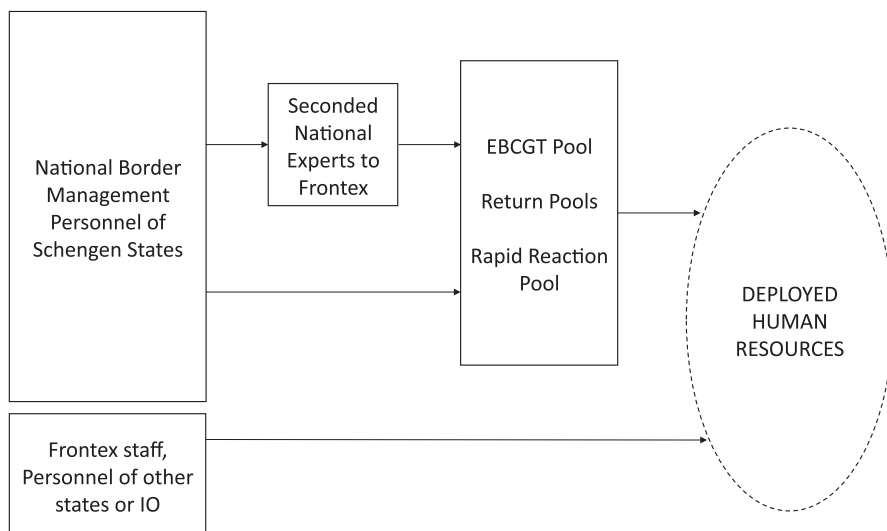 National Border
Management
Personnel of
Schengen States
Seconded
National
Experts to
Frontex
EBCGT Pool
Return Pools
Rapid Reaction
Pool
DEPLOYED
HUMAN
RESOURCES
Frontex staff,
Personnel of other
states or IO